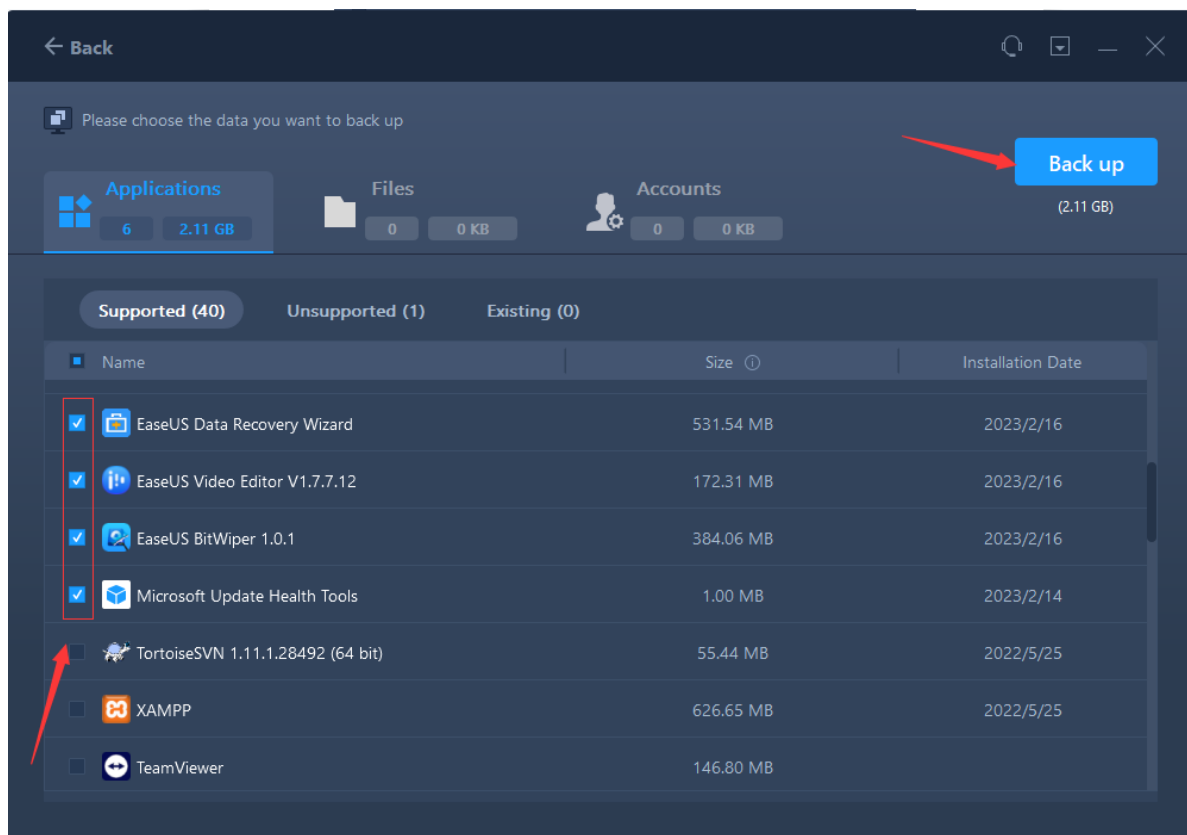 Back
Please choose the data you want to back up
Back up
(2.11 GB)
Applications
6 2.11 GB
Files
0 0 KB
Accounts
0 0 KB
Supported (40) Unsupported (1) Existing (0)
Name Size Installation Date
EaseUS Data Recovery Wizard 531.54 MB 2023/2/16
EaseUS Video Editor V1.7.7.12 172.31 MB 2023/2/16
EaseUS BitWiper 1.0.1 384.06 MB 2023/2/16
Microsoft Update Health Tools 1.00 MB 2023/2/14
TortoiseSVN 1.11.1.28492 (64 bit) 55.44 MB 2022/5/25
XAMPP 626.65 MB 2022/5/25
TeamViewer 146.80 MB